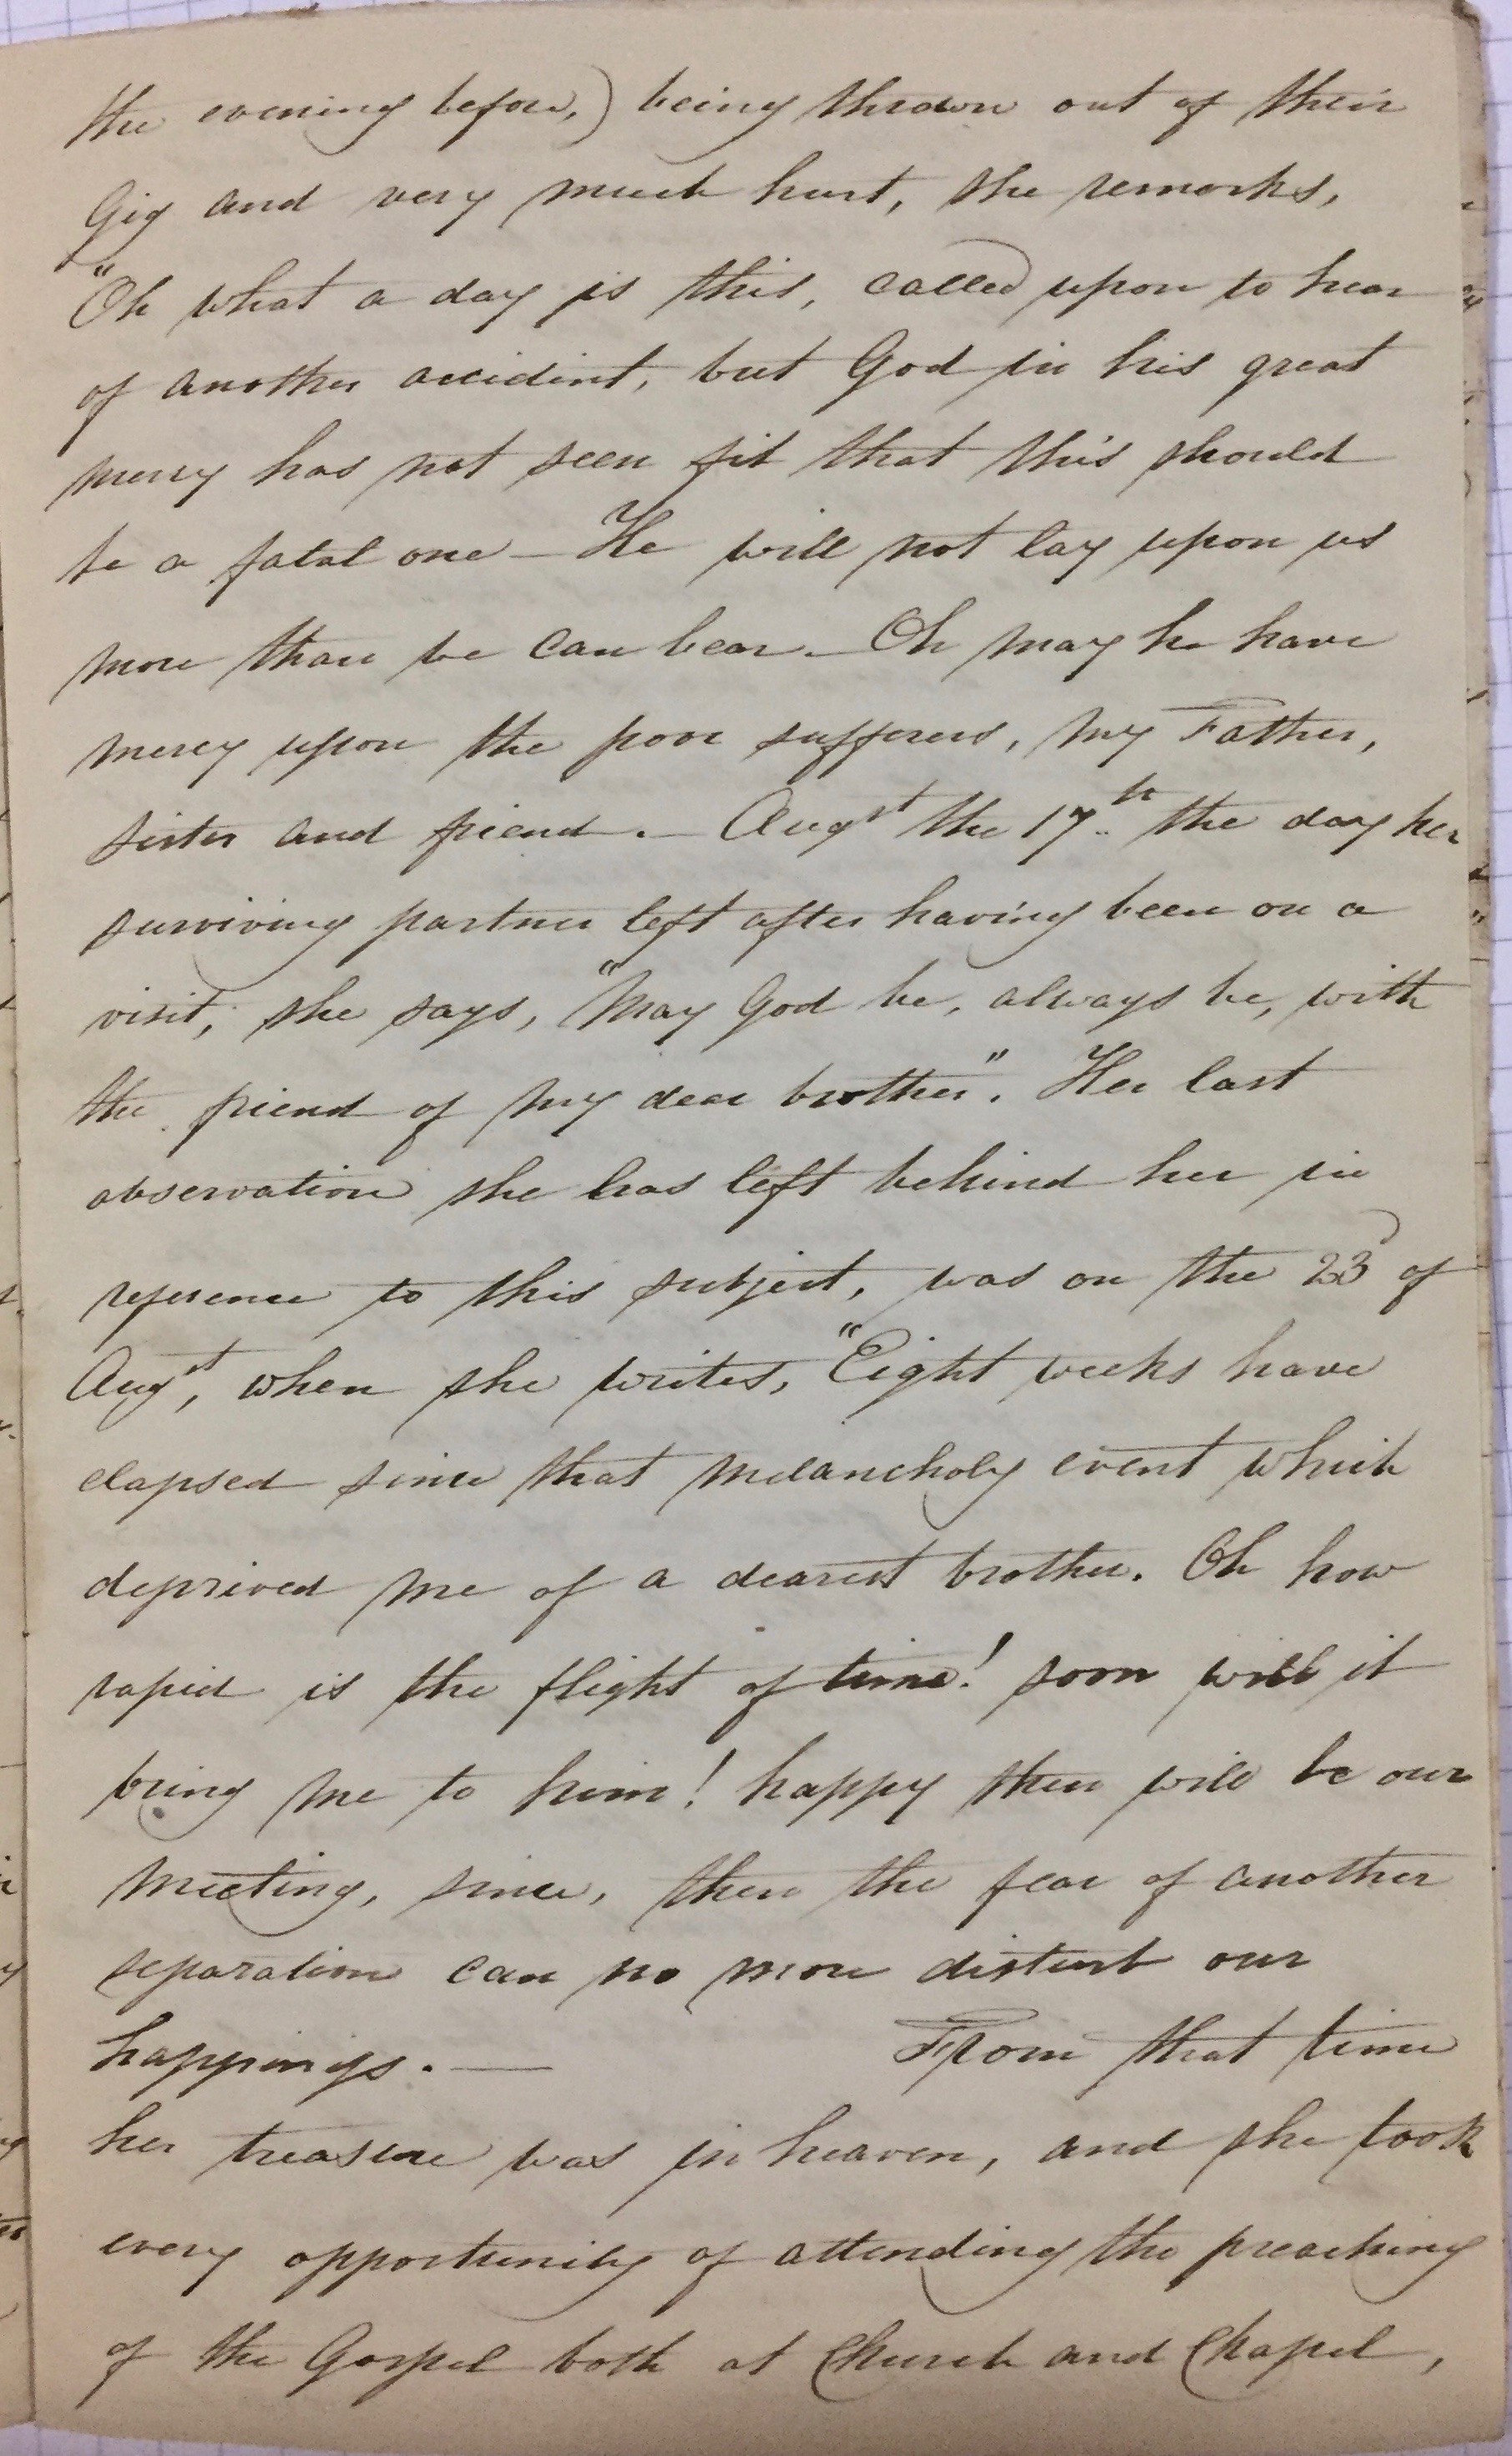 the evening before,) being thrown out of their
Gig and very much hurt, she remarks,
"Oh what a day is this, called upon to hear
of another accident, but God in his great
mercy has not seen fit that this should
be a fatal one — He will not lay upon us
more than we can bear — Oh may he have
mercy upon the poor sufferers, my Father,
sister and friend. — Augst the 17th the day her
surviving partner left after having been on a
visit, she says, "May God be, always be, with
the friend of my dear brother". Her last
observation she has left behind her in
reference to this subject, was on the 23d of
Augst, when she writes, "Eight weeks have
elapsed since that melancholy event which
deprived me of a dearest brother. Oh how
rapid is the flight of time! soon will it
bring me to him! happy then will be our
meeting, since, then the fear of another
separation can no more disturb our
happings. — From that time
her treasure was in heaven, and she took
every opportunity of attending the preaching
of the Gospel both at Church and Chapel,